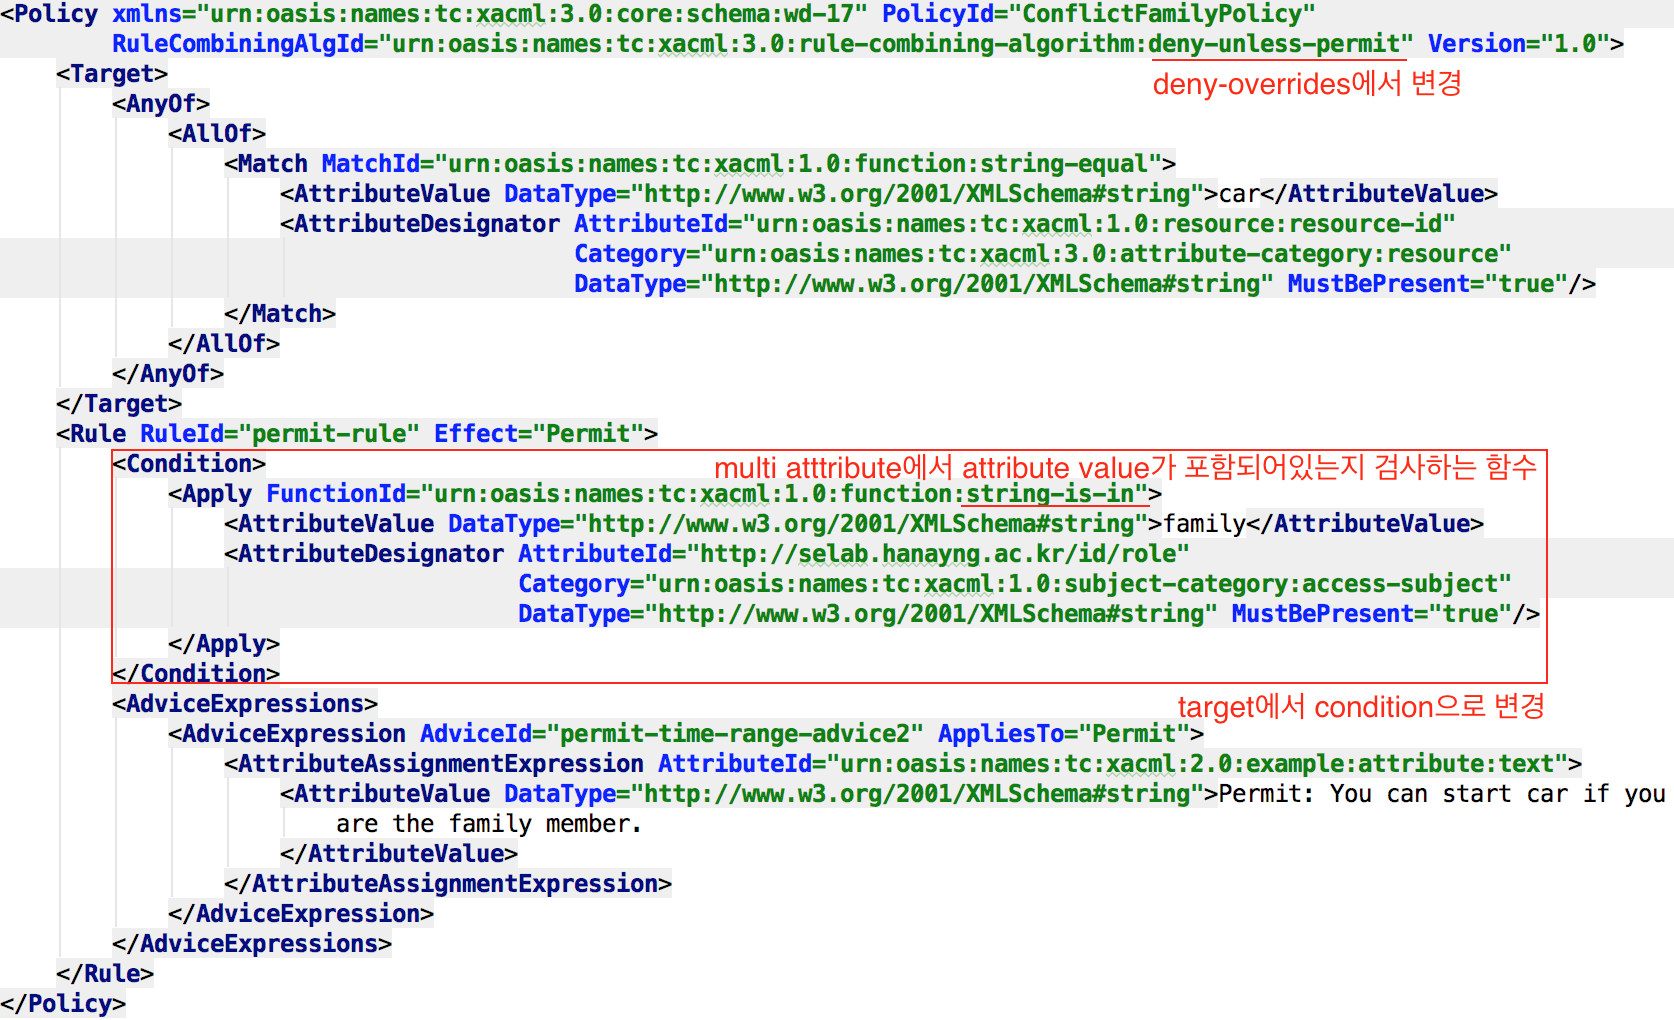 <Policy xmlns="urn:oasis:names:tc:xacml:3.0:core:schema:wd-17" PolicyId="ConflictFamilyPolicy"
RuleCombiningAlgId="urn:oasis:names:tc:xacml:3.0:rule-combining-algorithm:deny-unless-permit" Version="1.0">
<Target>
deny-overrides에서 변경
<AnyOf>
<AllOf>
<Match MatchId="urn:oasis:names:tc:xacml:1.0:function:string-equal">
<AttributeValue DataType="http://www.w3.org/2001/XMLSchema#string">car</AttributeValue>
<AttributeDesignator AttributeId="urn:oasis:names:tc:xacml:1.0:resource:resource-id"
Category="urn:oasis:names:tc:xacml:3.0:attribute-category:resource"
DataType="http://www.w3.org/2001/XMLSchema#string" MustBePresent="true"/>
</Match>
</AllOf>
</AnyOf>
</Target>
<Rule RuleId="permit-rule" Effect="Permit">
<Condition>
multi atttribute에서 attribute value가 포함되어있는지 검사하는 함수
<Apply FunctionId="urn:oasis:names:tc:xacml:1.0:function:string-is-in">
<AttributeValue DataType="http://www.w3.org/2001/XMLSchema#string">family</AttributeValue>
<AttributeDesignator AttributeId="http://selab.hanayng.ac.kr/id/role"
Category="urn:oasis:names:tc:xacml:1.0:subject-category:access-subject"
DataType="http://www.w3.org/2001/XMLSchema#string" MustBePresent="true"/>
</Apply>
</Condition>
<AdviceExpressions>
target에서 condition으로 변경
<AdviceExpression AdviceId="permit-time-range-advice2" AppliesTo="Permit">
<AttributeAssignmentExpression AttributeId="urn:oasis:names:tc:xacml:2.0:example:attribute:text">
<AttributeValue DataType="http://www.w3.org/2001/XMLSchema#string">Permit: You can start car if you
are the family member.
</AttributeValue>
</AttributeAssignmentExpression>
</AdviceExpression>
</AdviceExpressions>
</Rule>
</Policy>